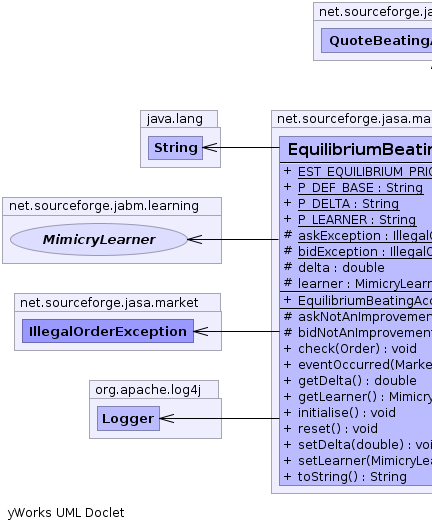 net.sourceforge.ja
QuoteBeatingA
java.lang
String
net.sourceforge.jabm.learning
MimicryLearner
net.sourceforge.jasa.market
IllegalOrderException
org.apache.log4j
Logger
net.sourceforge.jasa.ma
EquilibriumBeatin
+ EST_EQUILIBRIUM_PRI
+ P_DEF_BASE : String
+ P_DELTA : String
+ P_LEARNER : String
# askException : IllegalO
# bidException : IllegalO
# delta : double
# learner : MimicryLearn
+ EquilibriumBeatingAcc
# askNotAnImprovemen
# bidNotAnImprovement
+ check(Order) : void
+ eventOccurred(Marke
+ getDelta() : double
+ getLearner() : Mimicry
+ initialise() : void
+ reset() : void
+ setDelta(double) : voi
+ setLearner(MimicryLea
+ toString() : String
yWorks UML Doclet